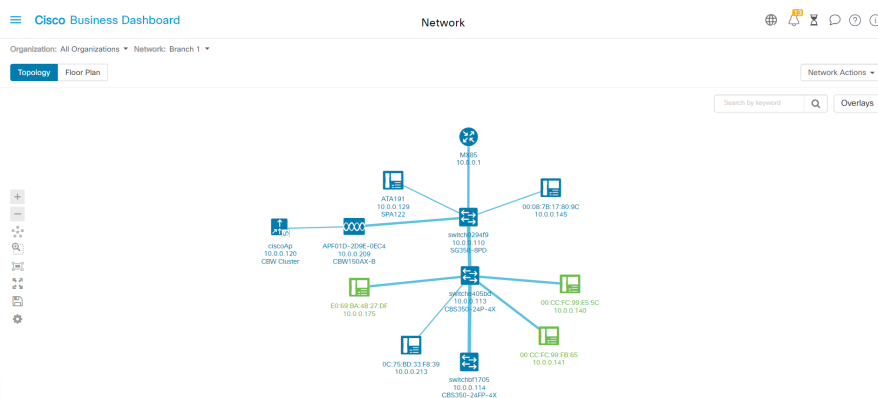 Cisco Business Dashboard
Network
13
Organization: All Organizations Network: Branch 1
Topology Floor Plan
Network Actions
Search by keyword
Overlays
MX85
10.0.0.1
ATA191
10.0.0.129
SPA122
00:08:7B:17:80:9C
10.0.0.145
switch0294f9
10.0.0.110
SG350-8PD
ciscoAp
10.0.0.120
CBW Cluster
APF01D-2D9E-0EC4
10.0.0.209
CBW150AX-B
switche405bd
10.0.0.113
CBS350-24P-4X
E0:69:BA:4B:27:DF
10.0.0.175
00:CC:FC:99:E5:5C
10.0.0.140
0C:75:BD:33:F8:39
10.0.0.213
00:CC:FC:99:FB:65
10.0.0.141
switchbf1705
10.0.0.114
CBS350-24FP-4X